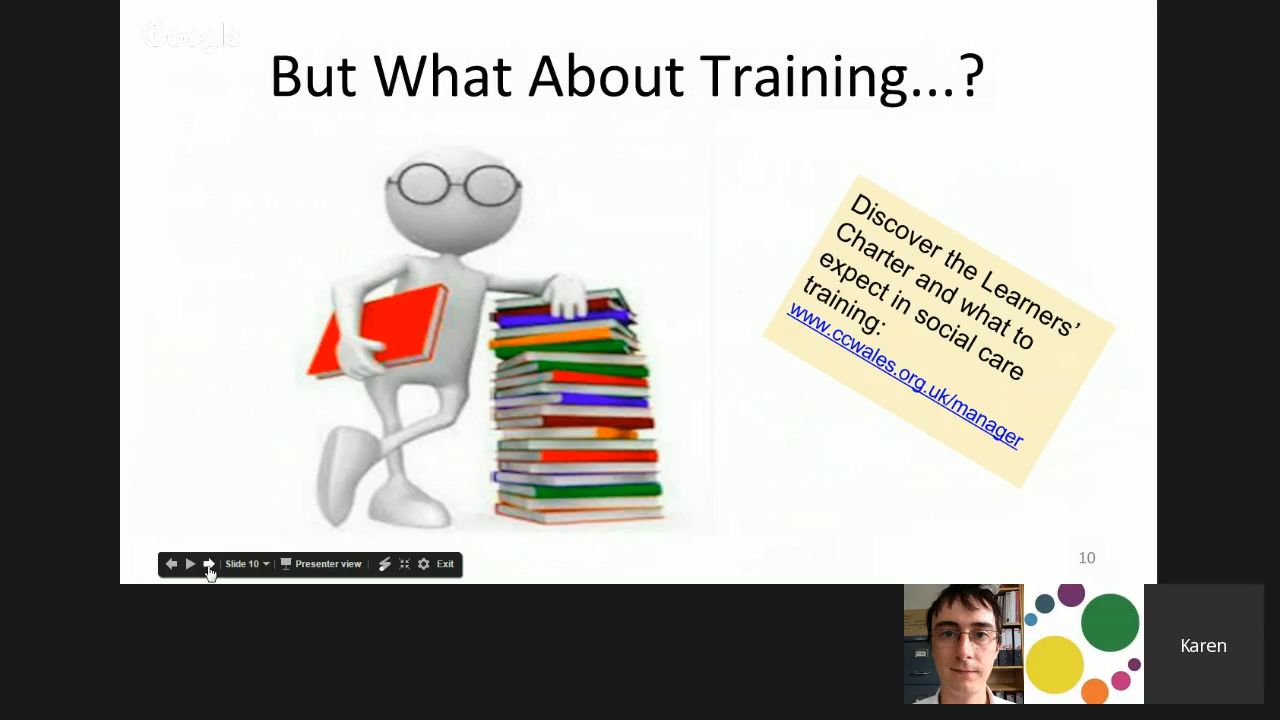 Google
But What About Training...?
Discover the Learners’
Charter and what to
expect in social care
training:
www.ccwales.org.uk/manager
Slide 10
Presenter view
Exit
10
Karen